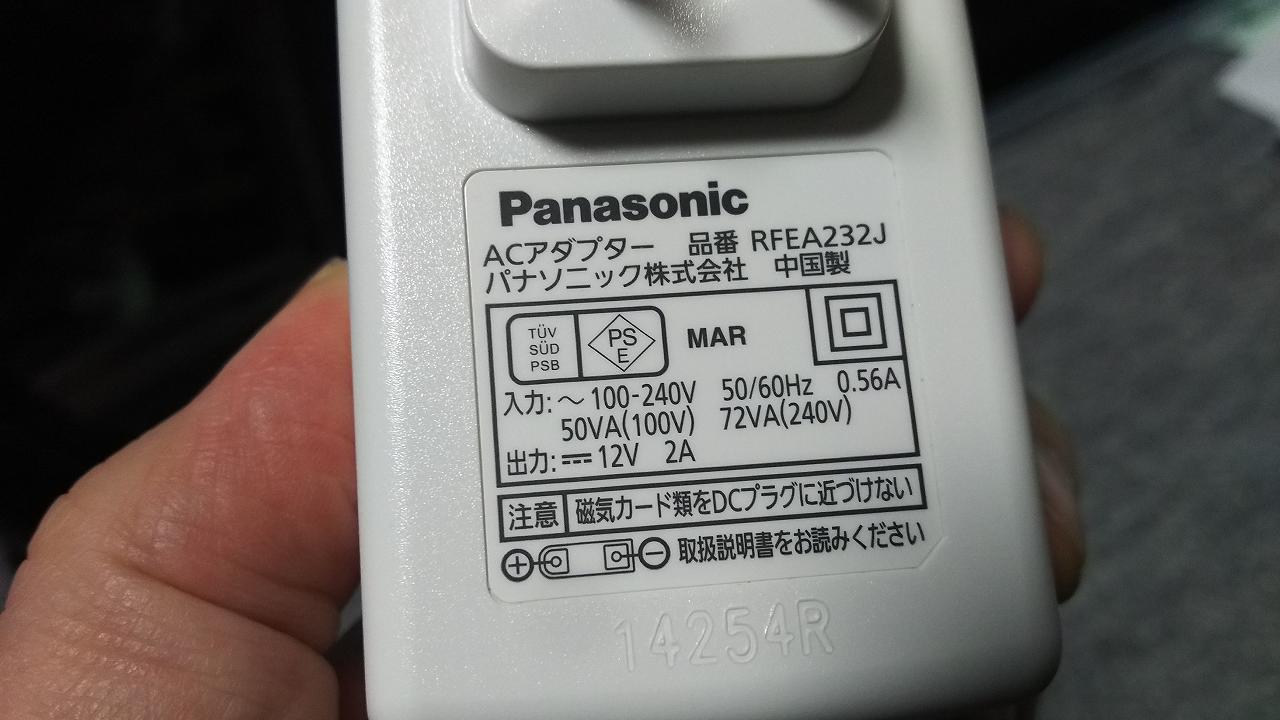 Panasonic
ACアダプター 品番 RFEA232J
パナソニック株式会社 中国製
TÜV
SÜD
PSB
PS
E
MAR
入力: ～ 100-240V 50/60Hz 0.56A
50VA(100V) 72VA(240V)
出力: ⎓ 12V 2A
注意 磁気カード類をDCプラグに近づけない
取扱説明書をお読みください
14254R